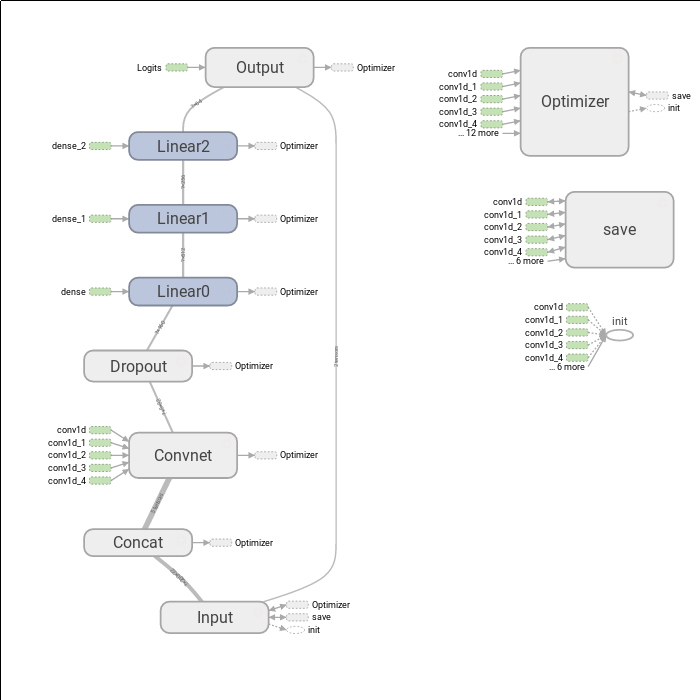 Logits
Output
Optimizer
dense_2
Linear2
Optimizer
dense_1
Linear1
Optimizer
dense
Linear0
Optimizer
Dropout
Optimizer
conv1d
conv1d_1
conv1d_2
conv1d_3
conv1d_4
Convnet
Optimizer
Concat
Optimizer
Input
Optimizer
save
init
conv1d
conv1d_1
conv1d_2
conv1d_3
conv1d_4
... 12 more
Optimizer
save
init
conv1d
conv1d_1
conv1d_2
conv1d_3
conv1d_4
... 6 more
save
conv1d
conv1d_1
conv1d_2
conv1d_3
conv1d_4
... 6 more
init